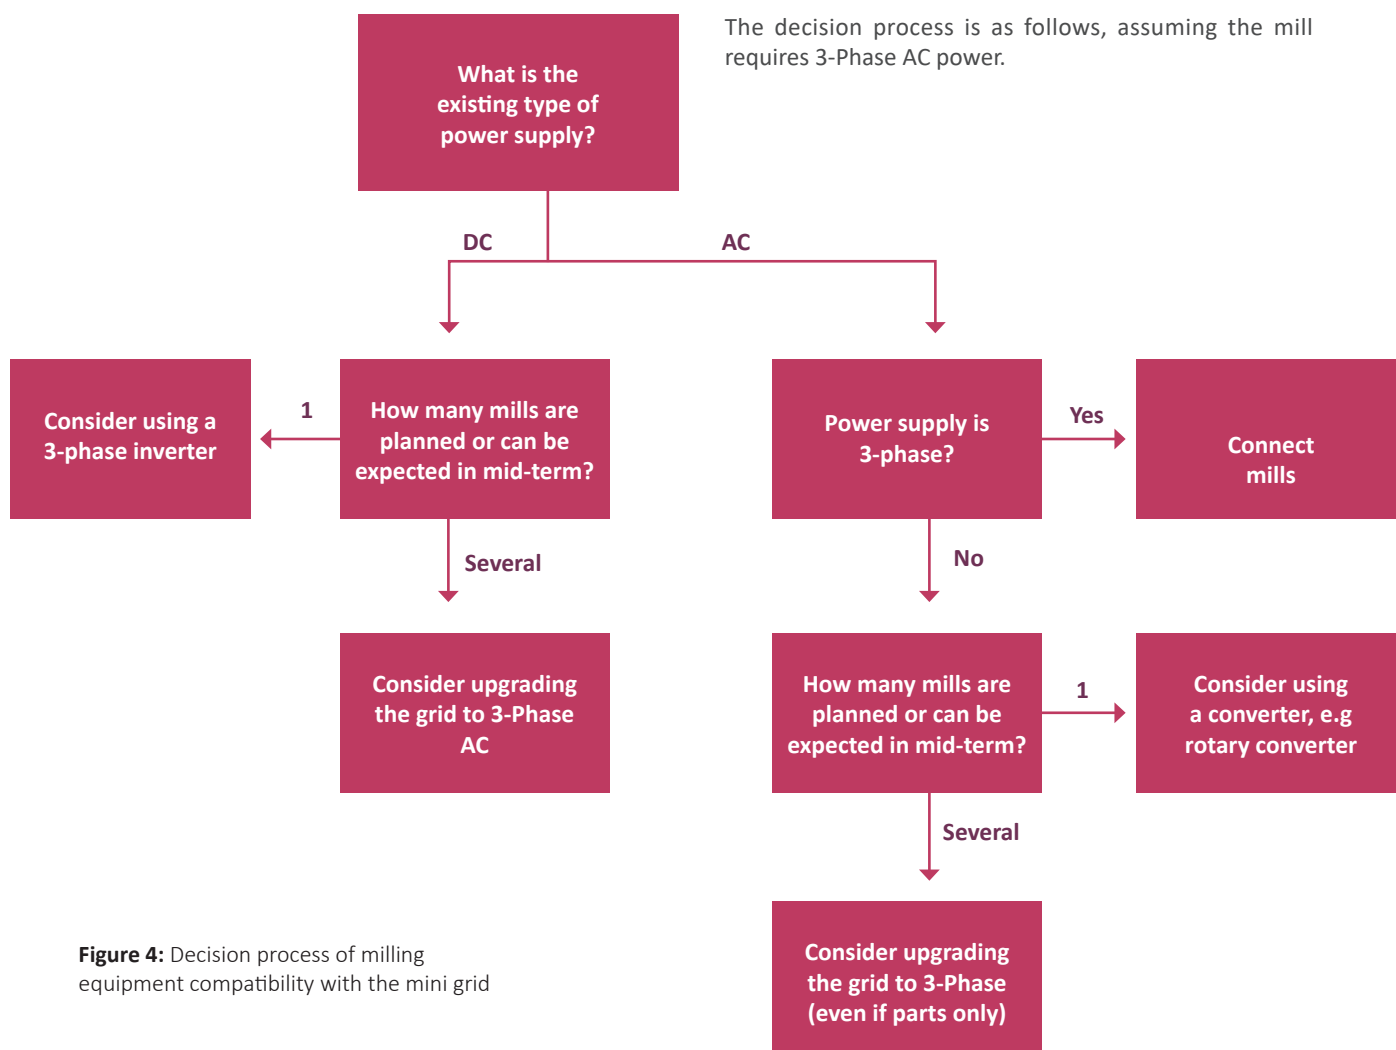 The decision process is as follows, assuming the mill
requires 3-Phase AC power.
What is the
existing type of
power supply?
DC
AC
Consider using a
3-phase inverter
1
How many mills are
planned or can be
expected in mid-term?
Power supply is
3-phase?
Yes
Connect
mills
Several
No
Consider upgrading
the grid to 3-Phase
AC
How many mills are
planned or can be
expected in mid-term?
1
Consider using
a converter, e.g
rotary converter
Several
Consider upgrading
the grid to 3-Phase
(even if parts only)
Figure 4: Decision process of milling
equipment compatibility with the mini grid